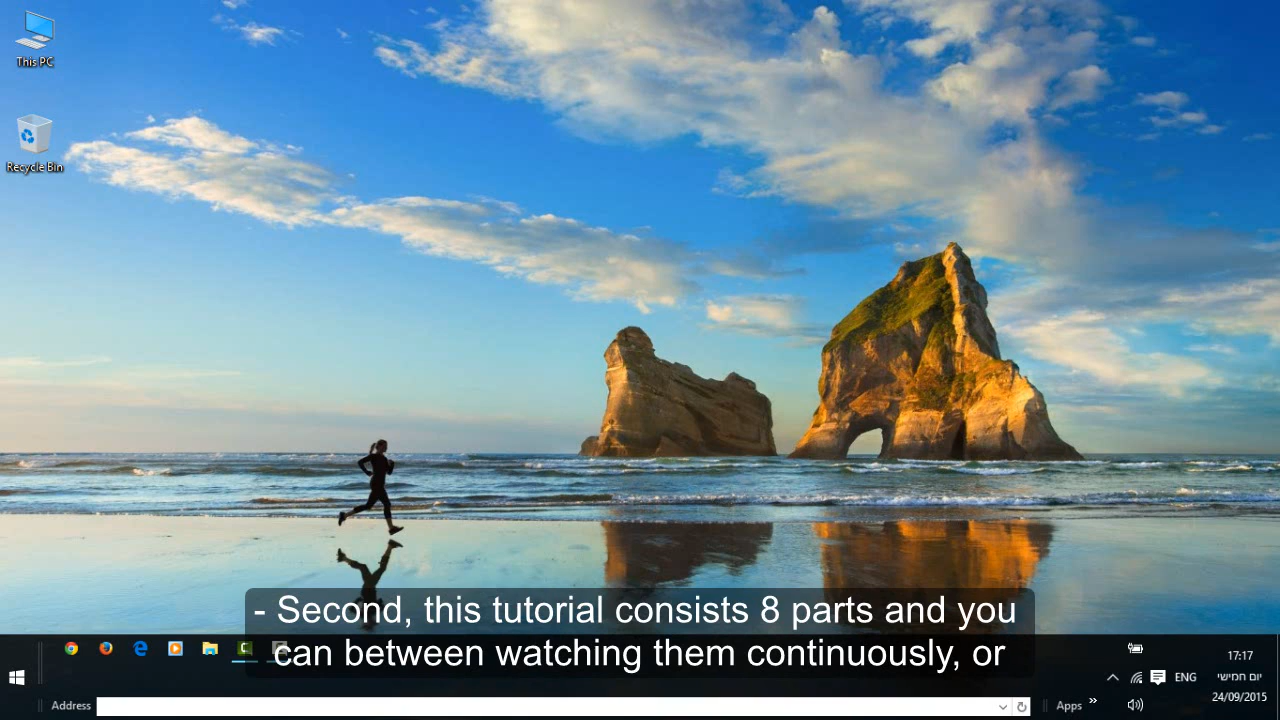 This PC
Recycle Bin
- Second, this tutorial consists 8 parts and you
can between watching them continuously, or
17:17
ENG
יום חמישי
24/09/2015
Address
Apps